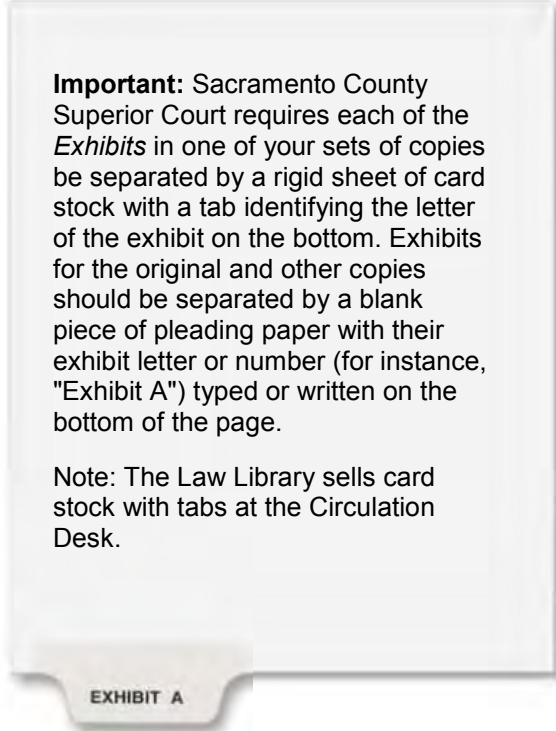 Important: Sacramento County
Superior Court requires each of the
Exhibits in one of your sets of copies
be separated by a rigid sheet of card
stock with a tab identifying the letter
of the exhibit on the bottom. Exhibits
for the original and other copies
should be separated by a blank
piece of pleading paper with their
exhibit letter or number (for instance,
"Exhibit A") typed or written on the
bottom of the page.
Note: The Law Library sells card
stock with tabs at the Circulation
Desk.
EXHIBIT A